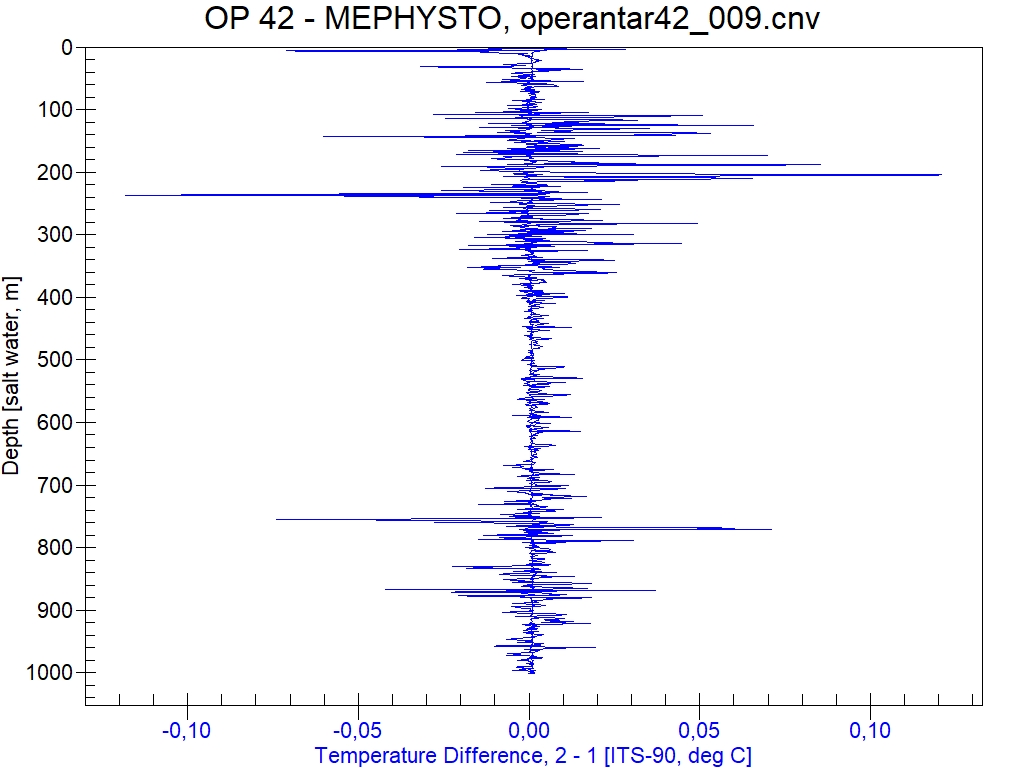 OP 42 - MEPHYSTO, operantar42_009.cnv
0
100
200
300
400
500
600
700
800
900
1000
Depth [salt water, m]
-0,10 -0,05 0,00 0,05 0,10
Temperature Difference, 2 - 1 [ITS-90, deg C]